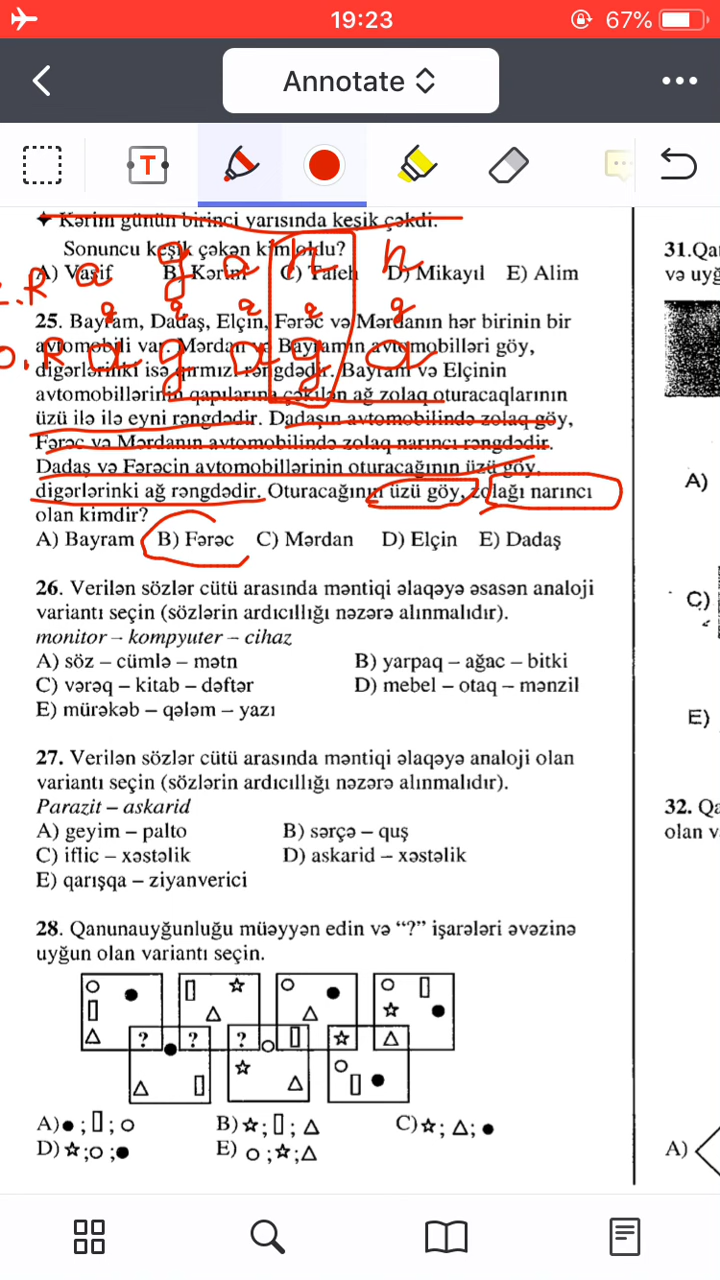 19:23
67%
Annotate
T
✦ Kərim günün birinci yarısında keşik çəkdi.
Sonuncu keşik çəkən kim oldu?
A) Vasif B) Kərim C) Taleh D) Mikayıl E) Alim
31.Qa
və uyğ
25. Bayram, Dadaş, Elçin, Fərəc və Mərdanın hər birinin bir
avtomobili var. Mərdan və Bayramın avtomobilləri göy,
digərlərinki isə qırmızı rəngdədir. Bayram və Elçinin
avtomobillərinin qapılarına çəkilən ağ zolaq oturacaqlarının
üzü ilə ilə eyni rəngdədir. Dadaşın avtomobilində zolaq göy,
Fərəc və Mərdanın avtomobilində zolaq narıncı rəngdədir.
Dadaş və Fərəcin avtomobillərinin oturacağının üzü göy,
digərlərinki ağ rəngdədir. Oturacağının üzü göy, zolağı narıncı
olan kimdir?
A) Bayram B) Fərəc C) Mərdan D) Elçin E) Dadaş
A)
26. Verilən sözlər cütü arasında məntiqi əlaqəyə əsasən analoji
variantı seçin (sözlərin ardıcıllığı nəzərə alınmalıdır).
monitor – kompyuter – cihaz
A) söz – cümlə – mətn B) yarpaq – ağac – bitki
C) vərəq – kitab – dəftər D) mebel – otaq – mənzil
E) mürəkəb – qələm – yazı
C)
E)
27. Verilən sözlər cütü arasında məntiqi əlaqəyə analoji olan
variantı seçin (sözlərin ardıcıllığı nəzərə alınmalıdır).
Parazit – askarid
A) geyim – palto B) sərçə – quş
C) iflic – xəstəlik D) askarid – xəstəlik
E) qarışqa – ziyanverici
32. Qa
olan v
28. Qanunauyğunluğu müəyyən edin və “?” işarələri əvəzinə
uyğun olan variantı seçin.
? ? ?
A)●;▯;○ B)☆;▯;△ C)☆;△;●
D)☆;○;● E) ○;☆;△
A)